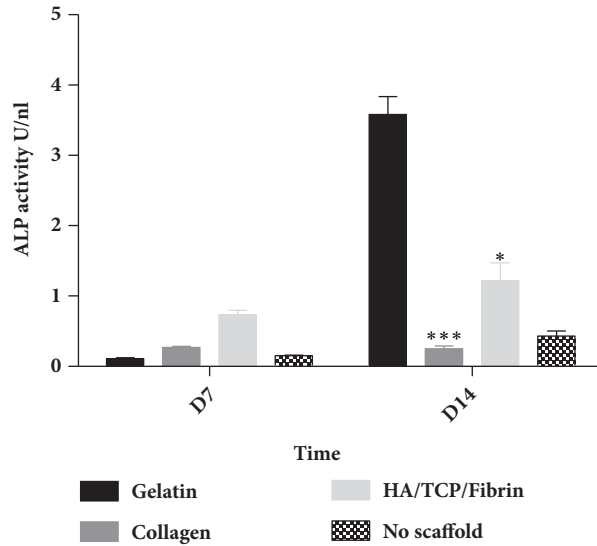 ALP activity U/nl
5
4
3
2
1
0
*
***
D7
D14
Time
Gelatin
HA/TCP/Fibrin
Collagen
No scaffold